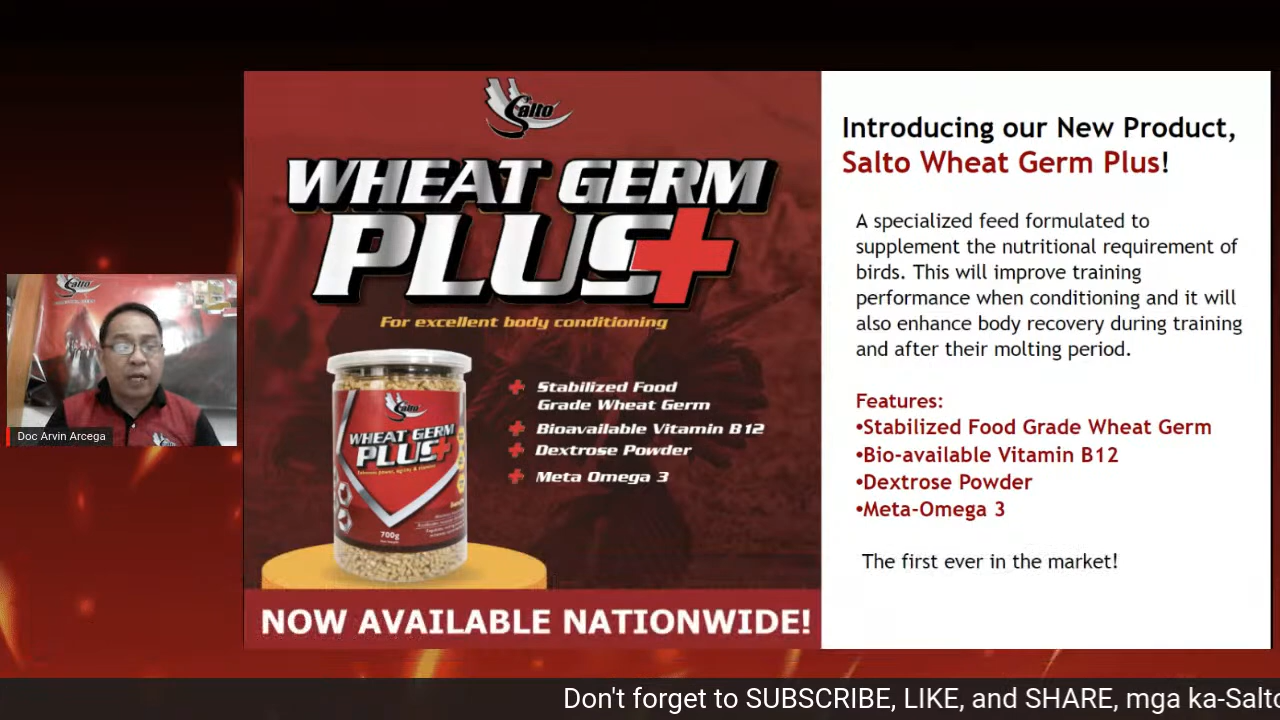 Salto
WHEAT GERM
PLUS+
For excellent body conditioning
Stabilized Food
Grade Wheat Germ
Bioavailable Vitamin B12
Dextrose Powder
Meta Omega 3
Salto
WHEAT GERM
PLUS+
700g
NOW AVAILABLE NATIONWIDE!
Introducing our New Product,
Salto Wheat Germ Plus!
A specialized feed formulated to
supplement the nutritional requirement of
birds. This will improve training
performance when conditioning and it will
also enhance body recovery during training
and after their molting period.
Features:
•Stabilized Food Grade Wheat Germ
•Bio-available Vitamin B12
•Dextrose Powder
•Meta-Omega 3
The first ever in the market!
Salto
Doc Arvin Arcega
Don't forget to SUBSCRIBE, LIKE, and SHARE, mga ka-Salto